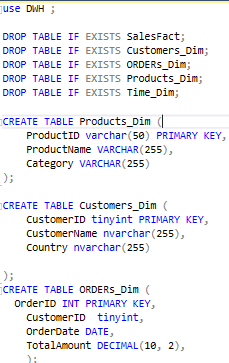 use DWH ;
DROP TABLE IF EXISTS SalesFact;
DROP TABLE IF EXISTS Customers_Dim;
DROP TABLE IF EXISTS ORDERs_Dim;
DROP TABLE IF EXISTS Products_Dim;
DROP TABLE IF EXISTS Time_Dim;
CREATE TABLE Products_Dim (
ProductID varchar(50) PRIMARY KEY,
ProductName VARCHAR(255),
Category VARCHAR(255)
);
CREATE TABLE Customers_Dim (
CustomerID tinyint PRIMARY KEY,
CustomerName nvarchar(255),
Country nvarchar(255)
);
CREATE TABLE ORDERs_Dim (
OrderID INT PRIMARY KEY,
CustomerID tinyint,
OrderDate DATE,
TotalAmount DECIMAL(10, 2),
);